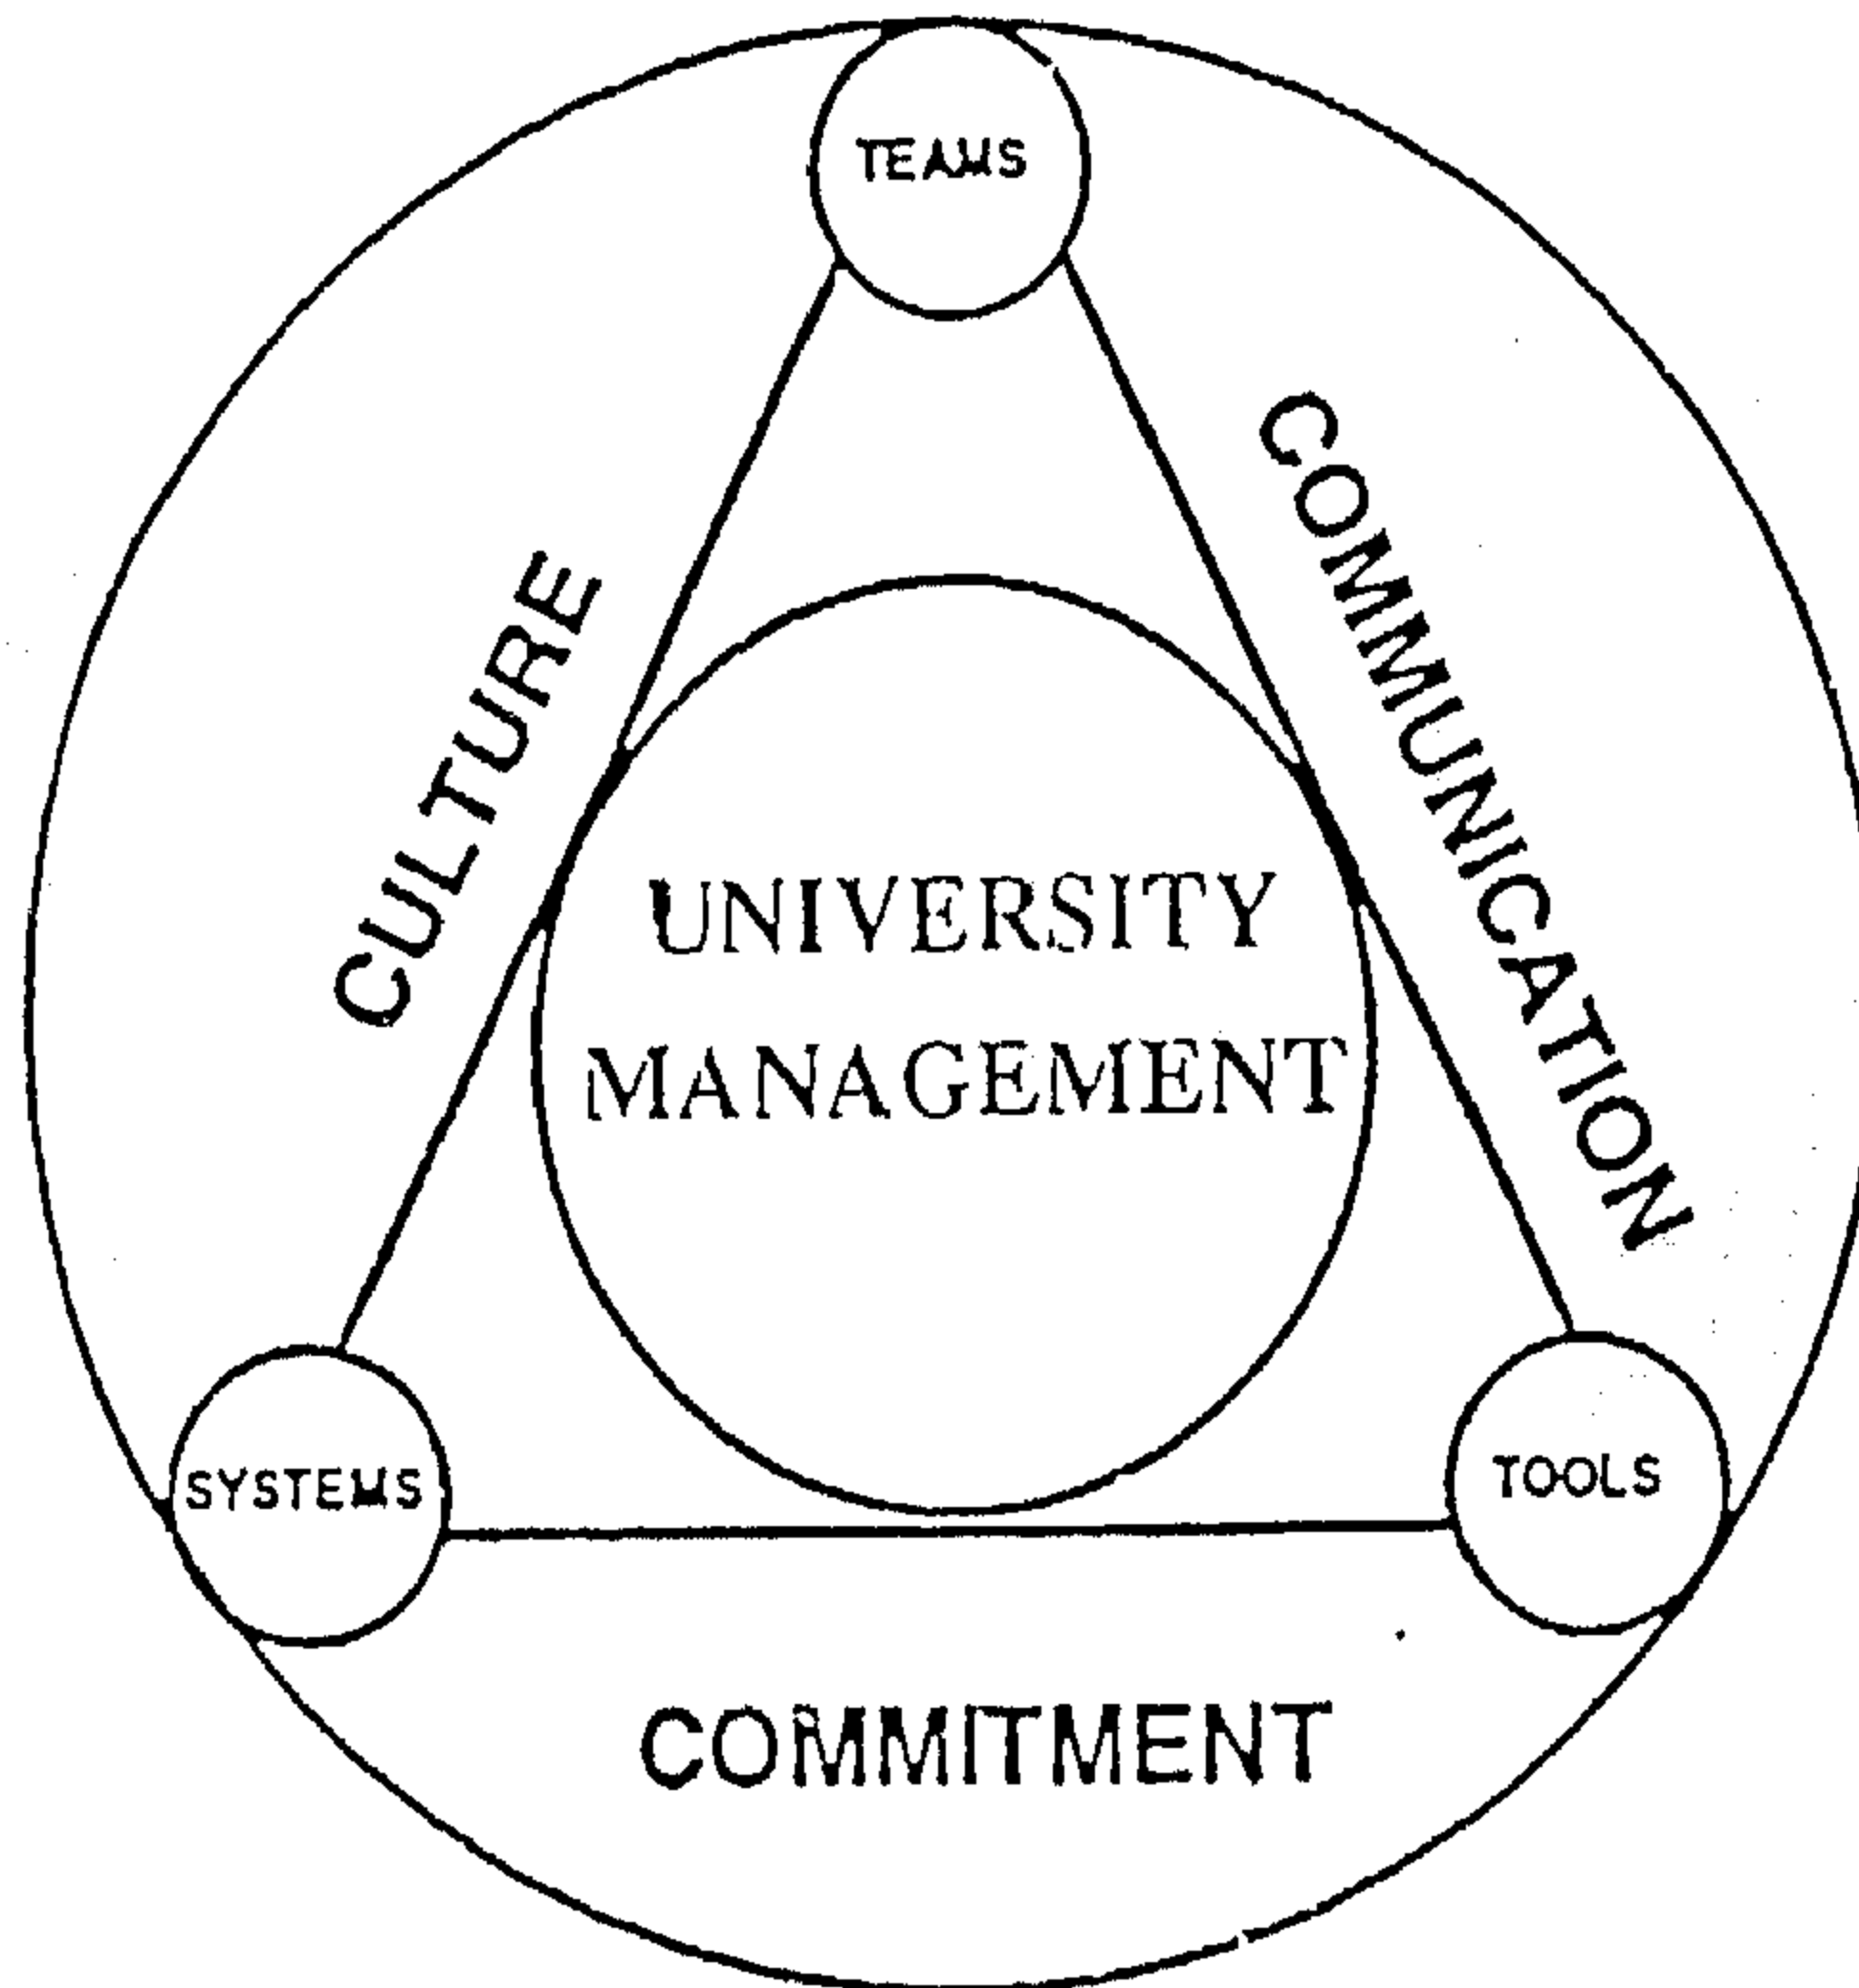 TEAMS
CULTURE
COMMUNICATION
UNIVERSITY
MANAGEMENT
SYSTEMS
TOOLS
COMMITMENT